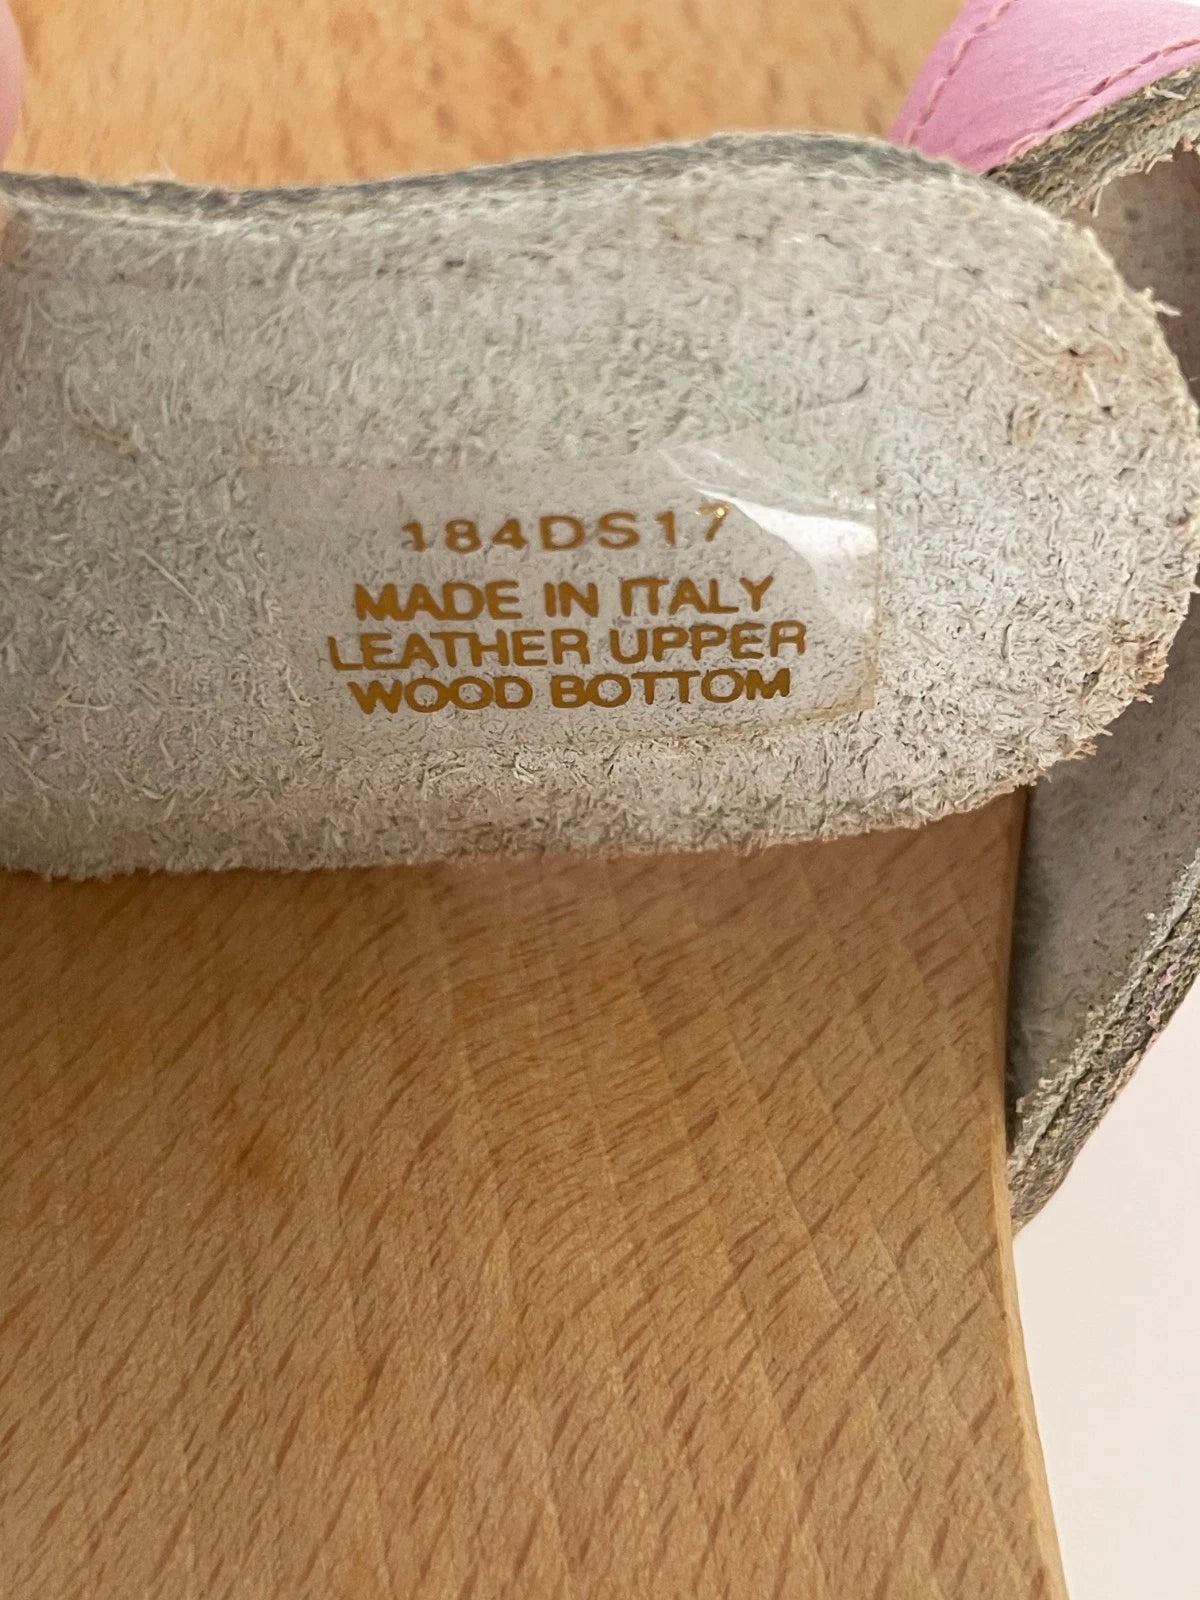 184DS17
MADE IN ITALY
LEATHER UPPER
WOOD BOTTOM